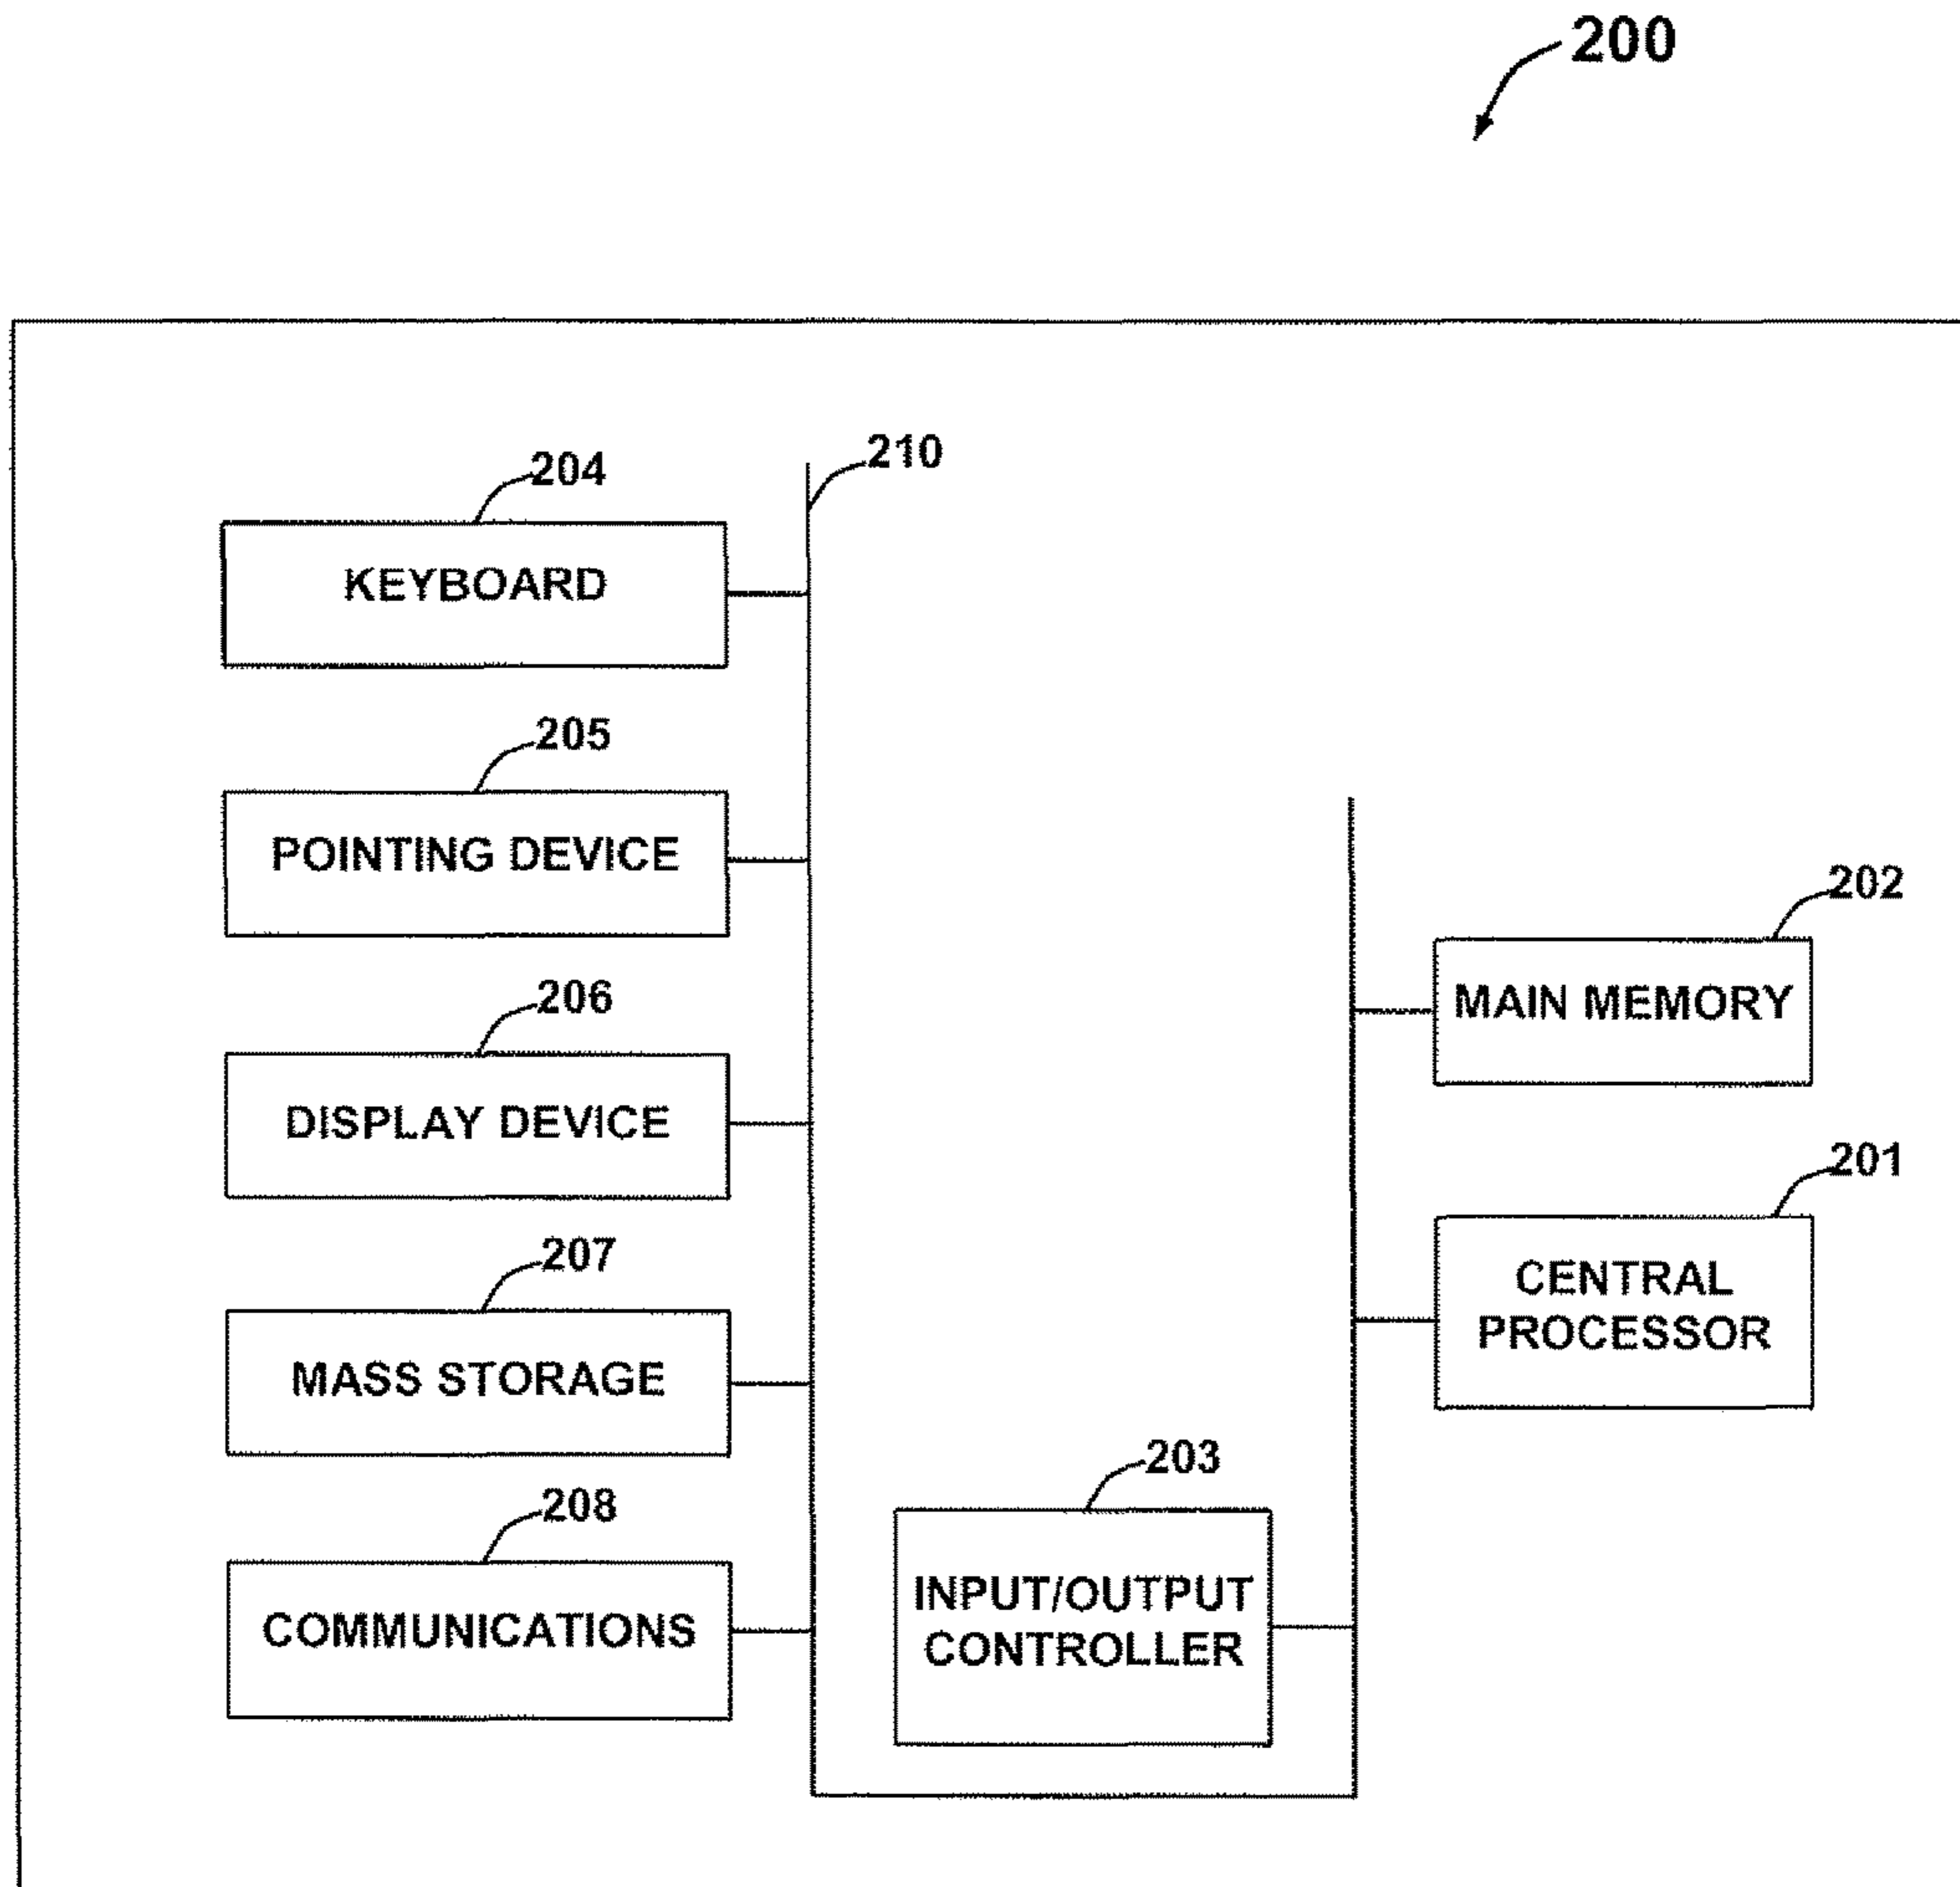 200
210
204
KEYBOARD
205
POINTING DEVICE
202
MAIN MEMORY
206
DISPLAY DEVICE
201
CENTRAL
PROCESSOR
207
MASS STORAGE
203
INPUT/OUTPUT
CONTROLLER
208
COMMUNICATIONS